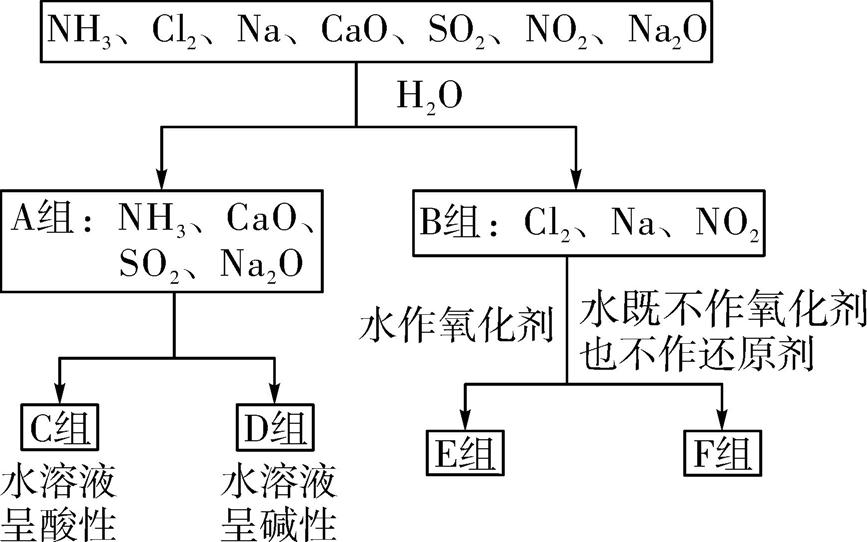 NH₃、Cl₂、Na、CaO、SO₂、NO₂、Na₂O
H₂O
A组：NH₃、CaO、
SO₂、Na₂O
B组：Cl₂、Na、NO₂
水作氧化剂
水既不作氧化剂
也不作还原剂
C组
D组
E组
F组
水溶液
呈酸性
水溶液
呈碱性